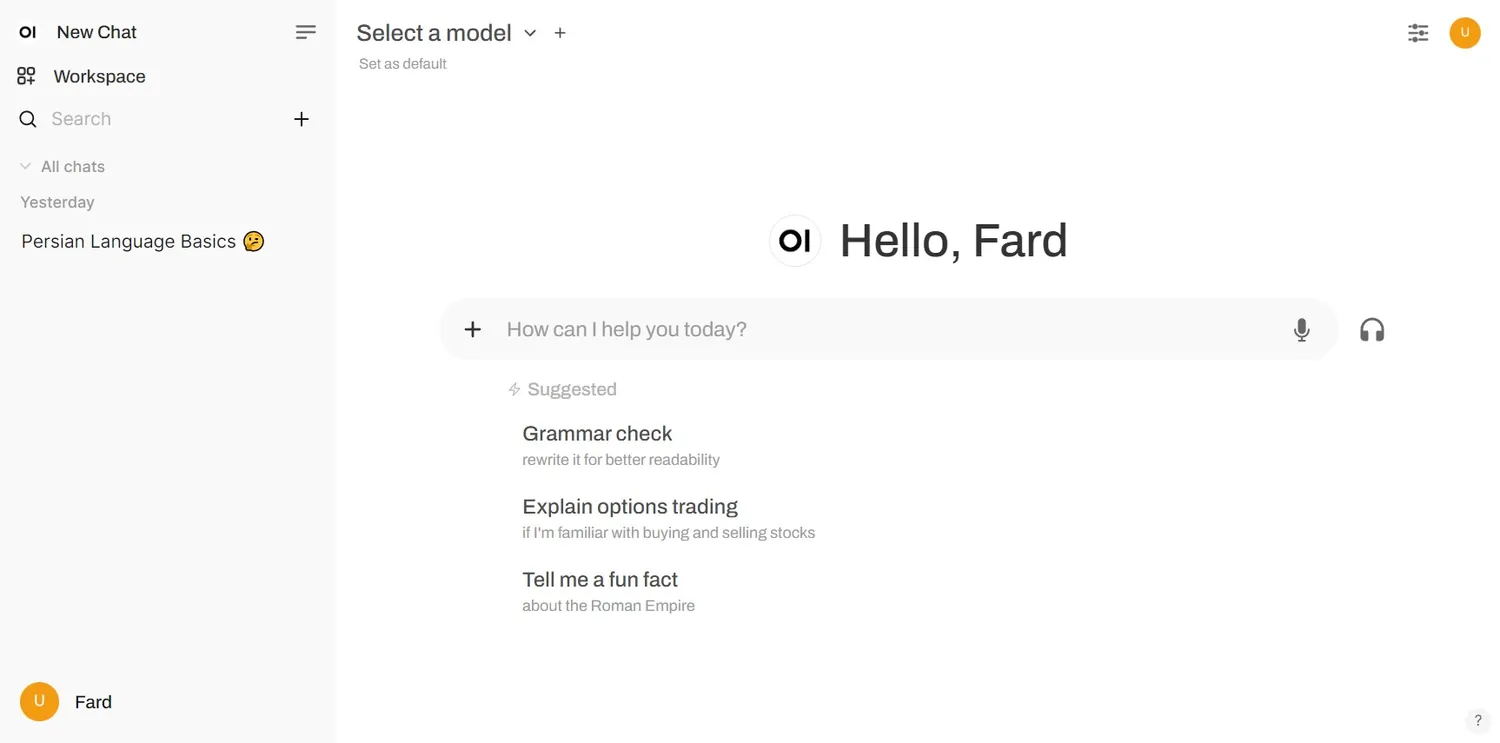 OI New Chat
Workspace
Search
All chats
Yesterday
Persian Language Basics 🤔
U Fard
Select a model
Set as default
U
OI Hello, Fard
How can I help you today?
Suggested
Grammar check
rewrite it for better readability
Explain options trading
if I'm familiar with buying and selling stocks
Tell me a fun fact
about the Roman Empire
?